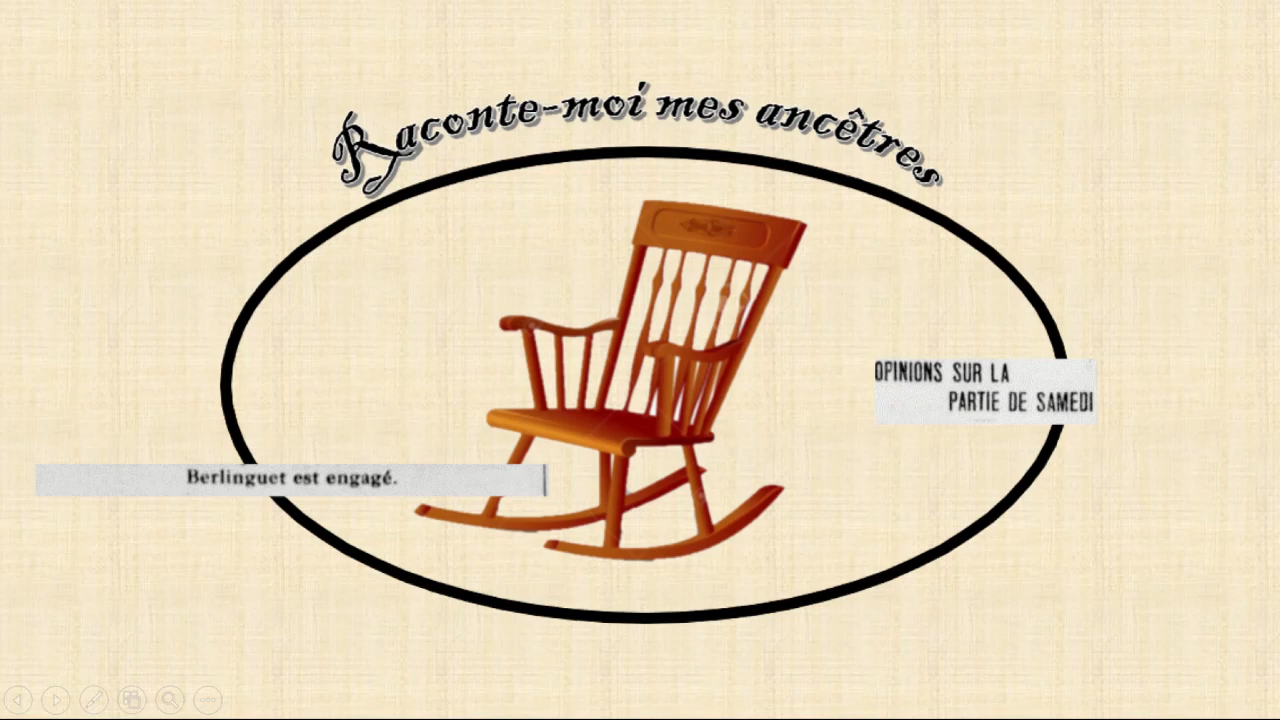 Raconte-moi mes ancêtres
OPINIONS SUR LA
PARTIE DE SAMEDI
Berlinguet est engagé.